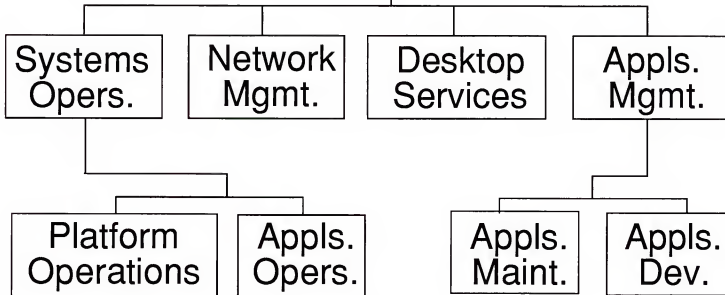 Systems
Opers.
Network
Mgmt.
Desktop
Services
Appls.
Mgmt.
Platform
Operations
Appls.
Opers.
Appls.
Maint.
Appls.
Dev.